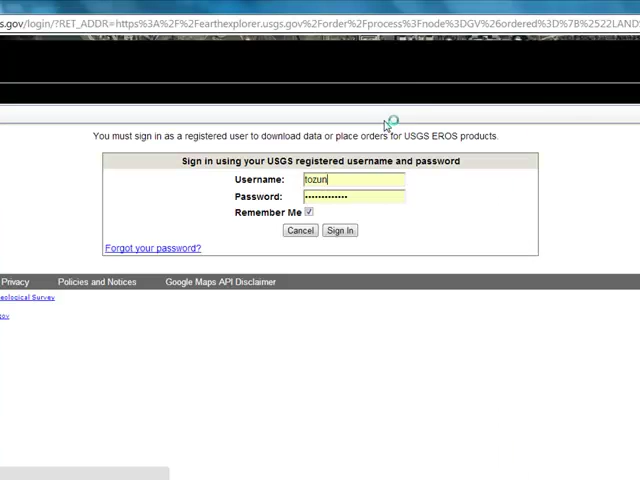 s.gov/login/?RET_ADDR=https%3A%2F%2Fearthexplorer.usgs.gov%2Forder%2Fprocess%3Fnode%3DGV%26ordered%3D%7B%2522LANDS
You must sign in as a registered user to download data or place orders for USGS EROS products.
Sign in using your USGS registered username and password
Username: tozun
Password: •••••••••••••
Remember Me
Cancel Sign In
Forgot your password?
Privacy Policies and Notices Google Maps API Disclaimer
eological Survey
gov